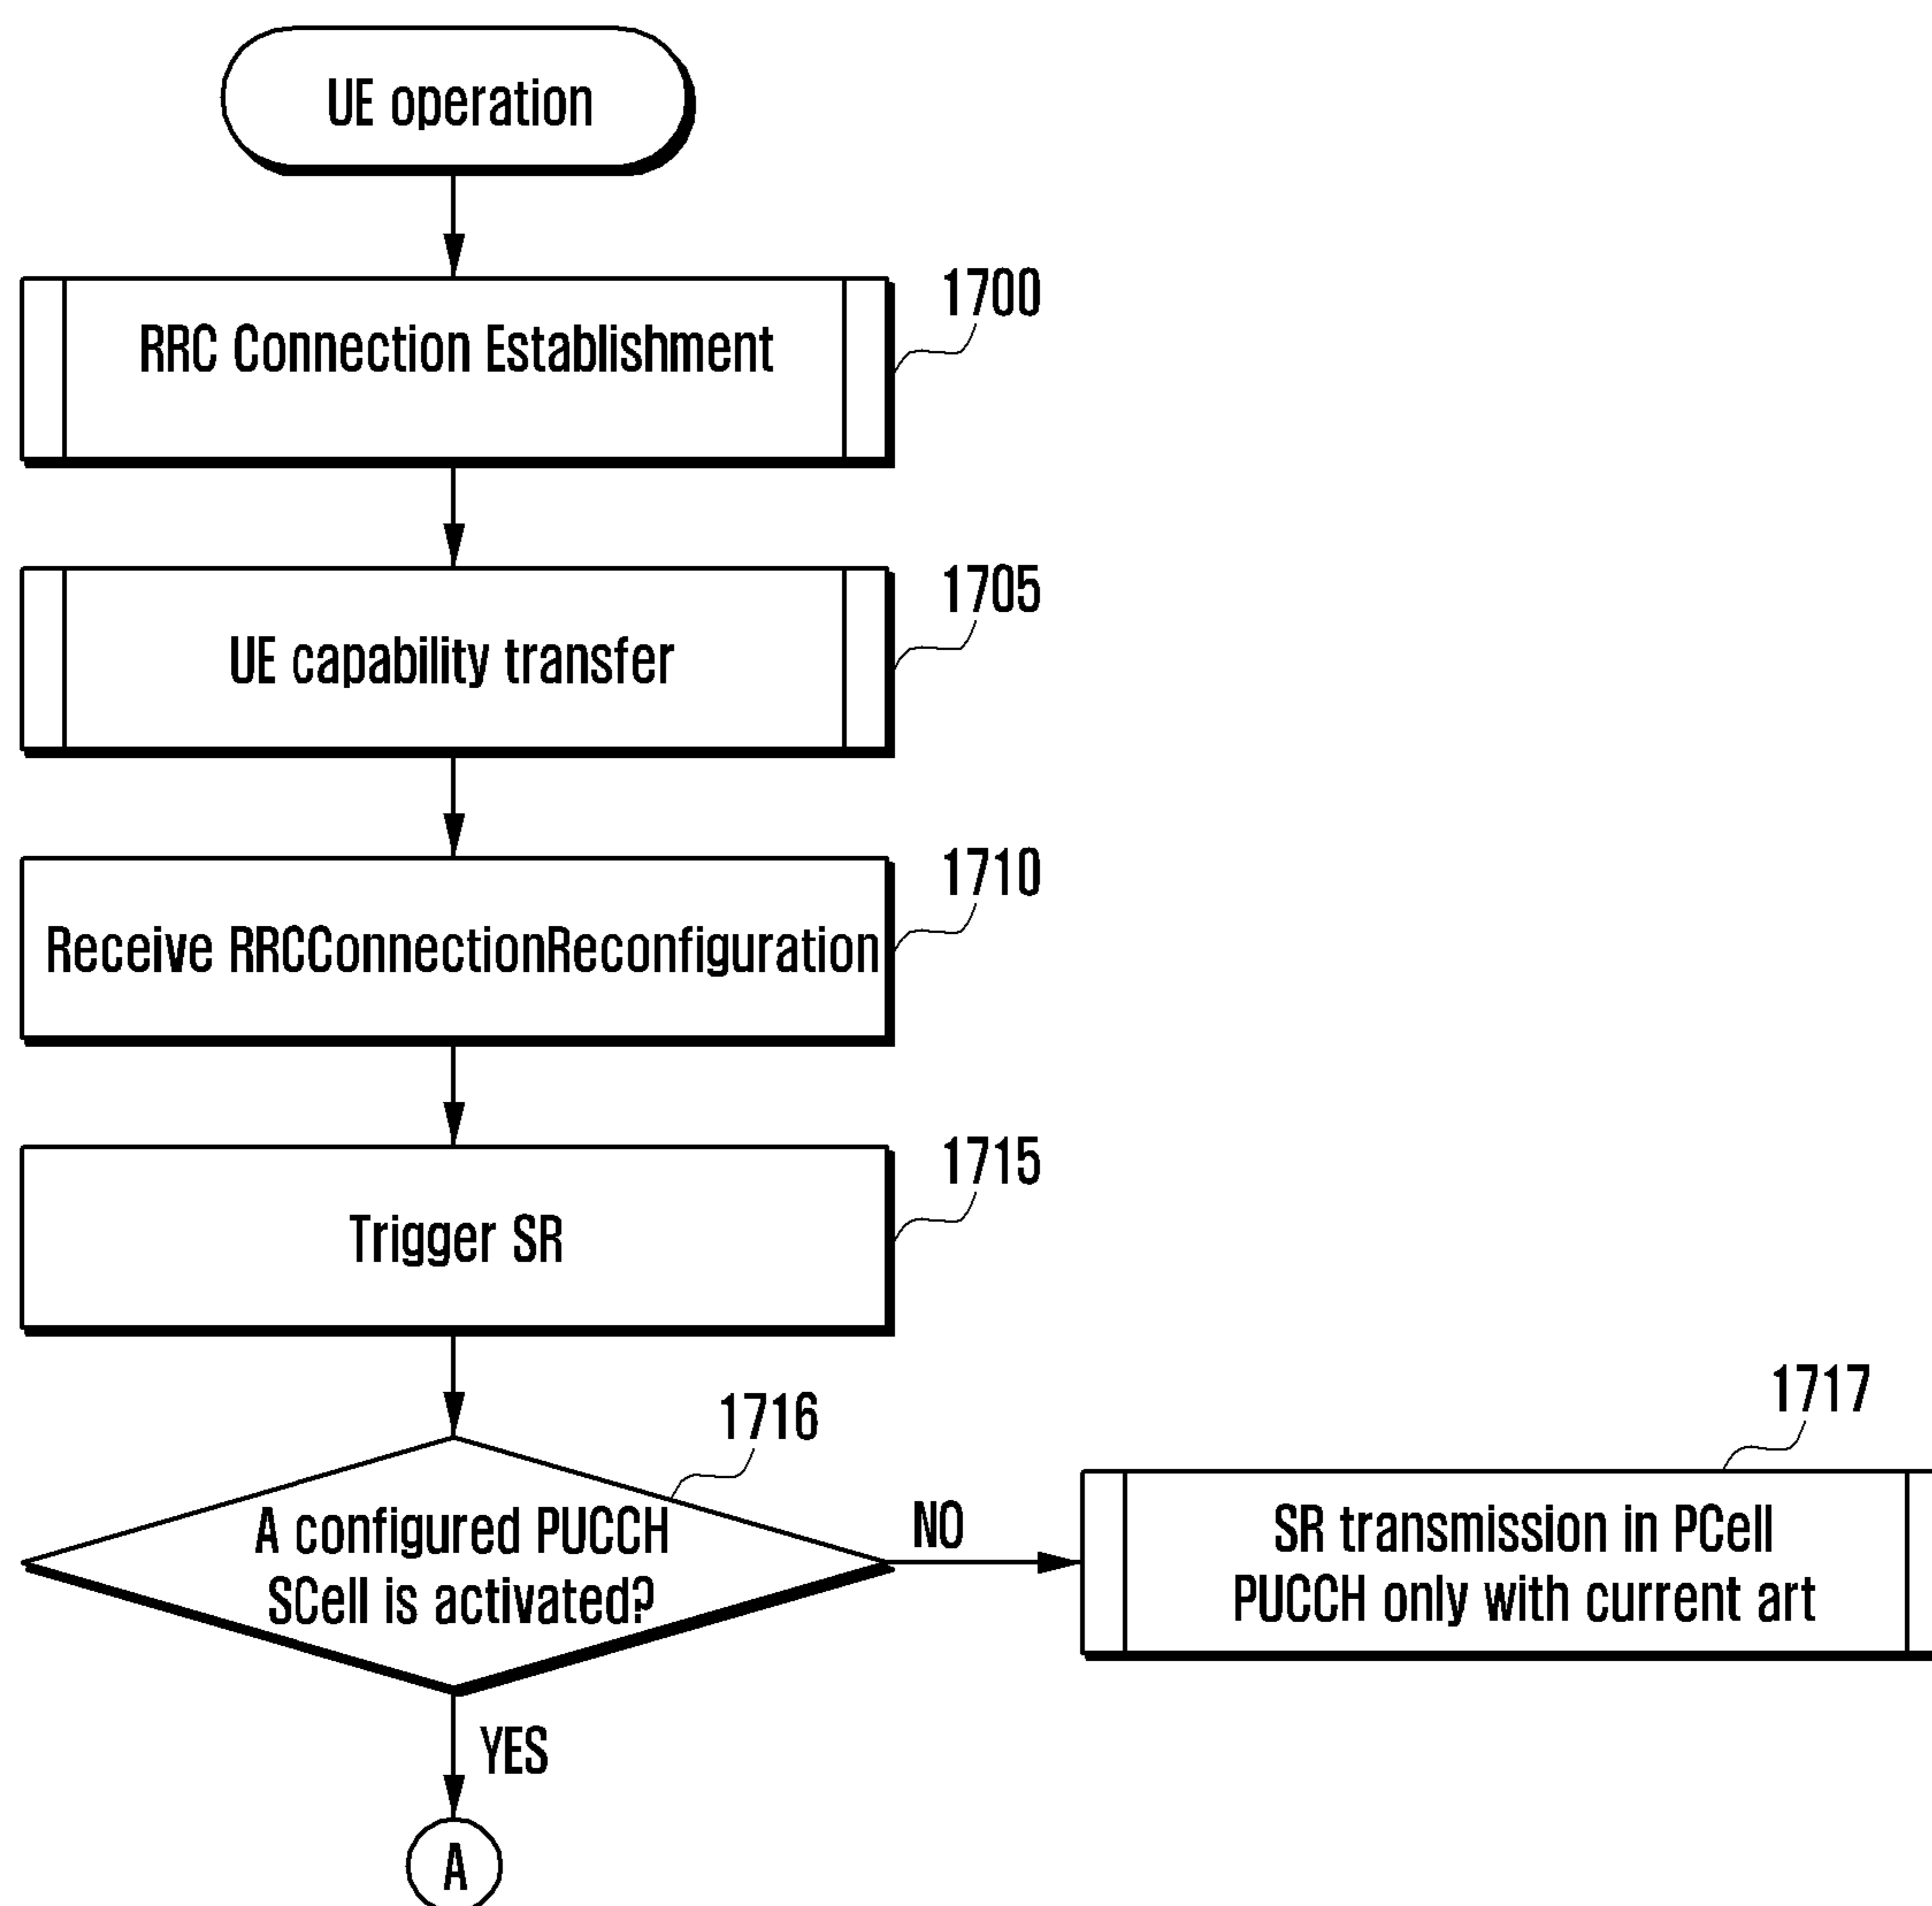 UE operation
1700
RRC Connection Establishment
1705
UE capability transfer
1710
Receive RRCConnectionReconfiguration
1715
Trigger SR
1716
1717
A configured PUCCH
SCell is activated?
NO
SR transmission in PCell
PUCCH only with current art
YES
A